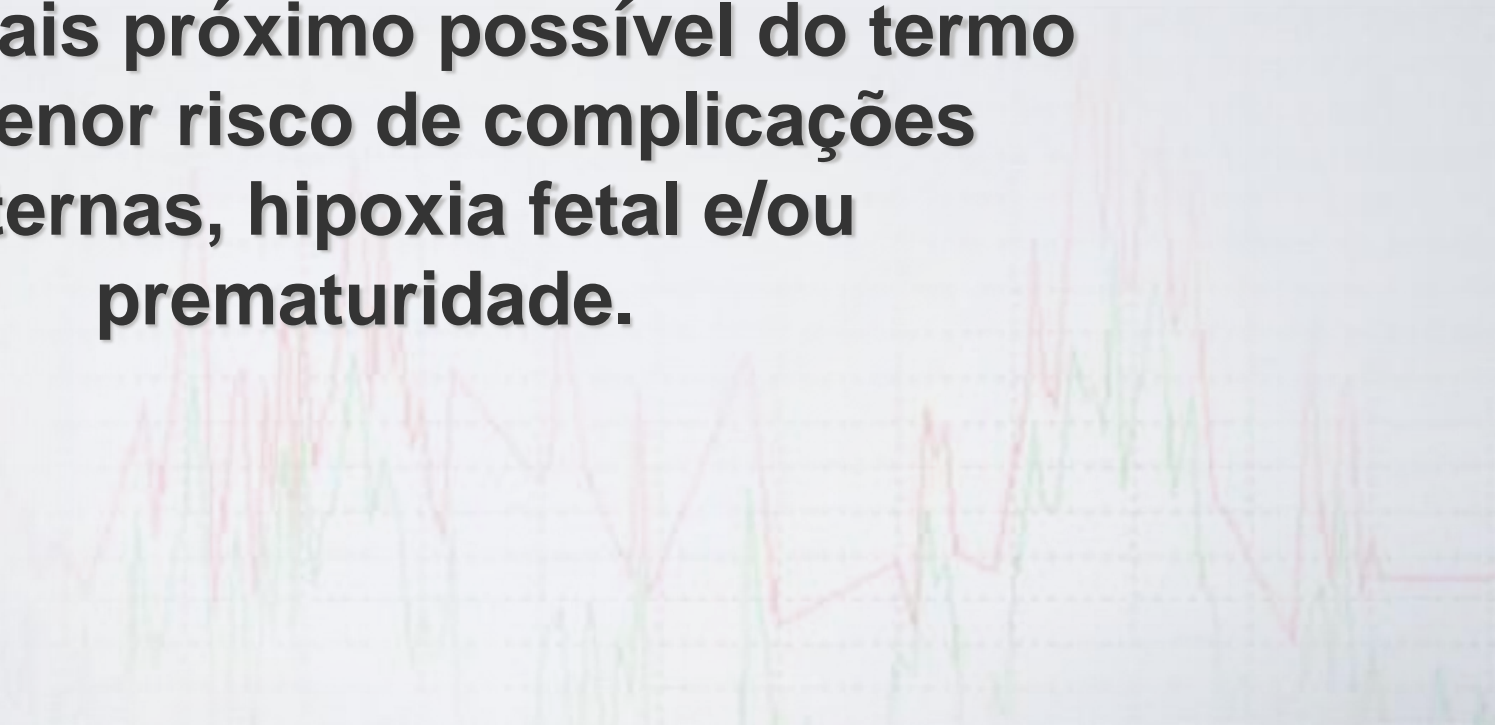 ais próximo possível do termo
enor risco de complicações
ternas, hipoxia fetal e/ou
prematuridade.